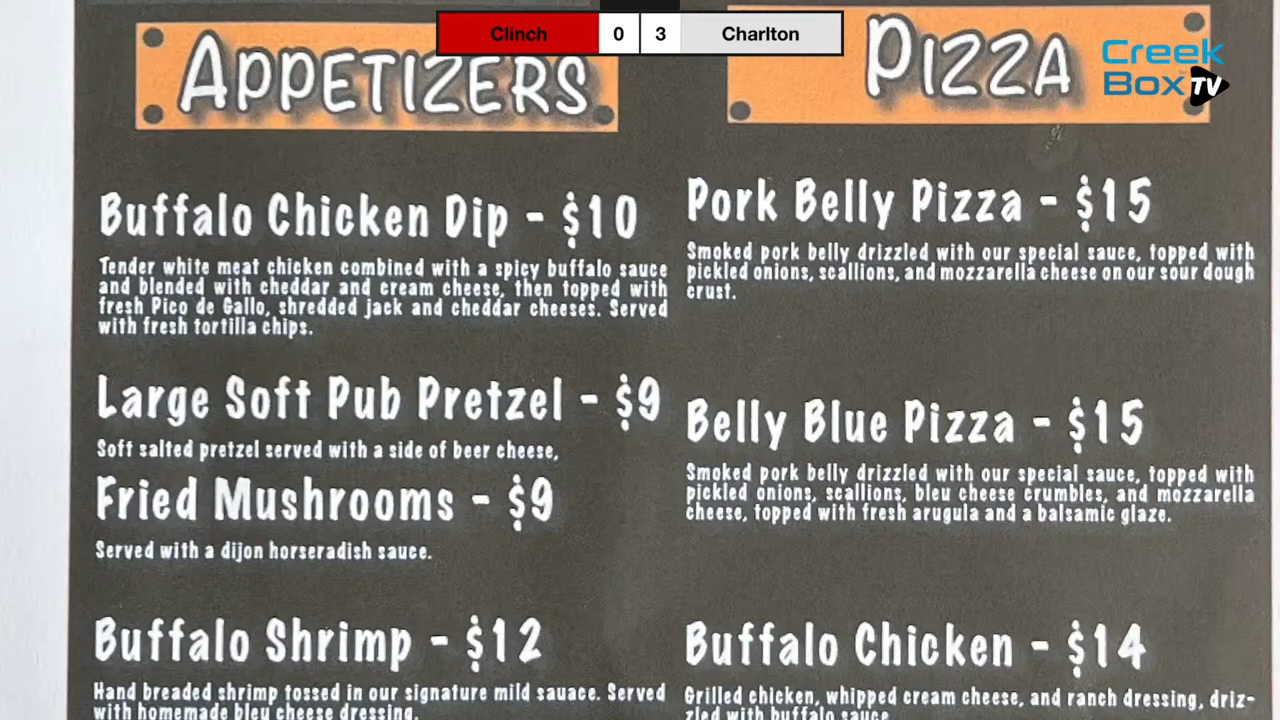 Clinch 0 3 Charlton
Creek
Box TV
APPETIZERS
Buffalo Chicken Dip - $10
Tender white meat chicken combined with a spicy buffalo sauce
and blended with cheddar and cream cheese, then topped with
fresh Pico de Gallo, shredded jack and cheddar cheeses. Served
with fresh tortilla chips.
Large Soft Pub Pretzel - $9
Soft salted pretzel served with a side of beer cheese,
Fried Mushrooms - $9
Served with a dijon horseradish sauce.
Buffalo Shrimp - $12
Hand breaded shrimp tossed in our signature mild sauace. Served
with homemade bleu cheese dressing.
PIZZA
Pork Belly Pizza - $15
Smoked pork belly drizzled with our special sauce, topped with
pickled onions, scallions, and mozzarella cheese on our sour dough
crust.
Belly Blue Pizza - $15
Smoked pork belly drizzled with our special sauce, topped with
pickled onions, scallions, bleu cheese crumbles, and mozzarella
cheese, topped with fresh arugula and a balsamic glaze.
Buffalo Chicken - $14
Grilled chicken, whipped cream cheese, and ranch dressing, driz-
zled with buffalo sauce